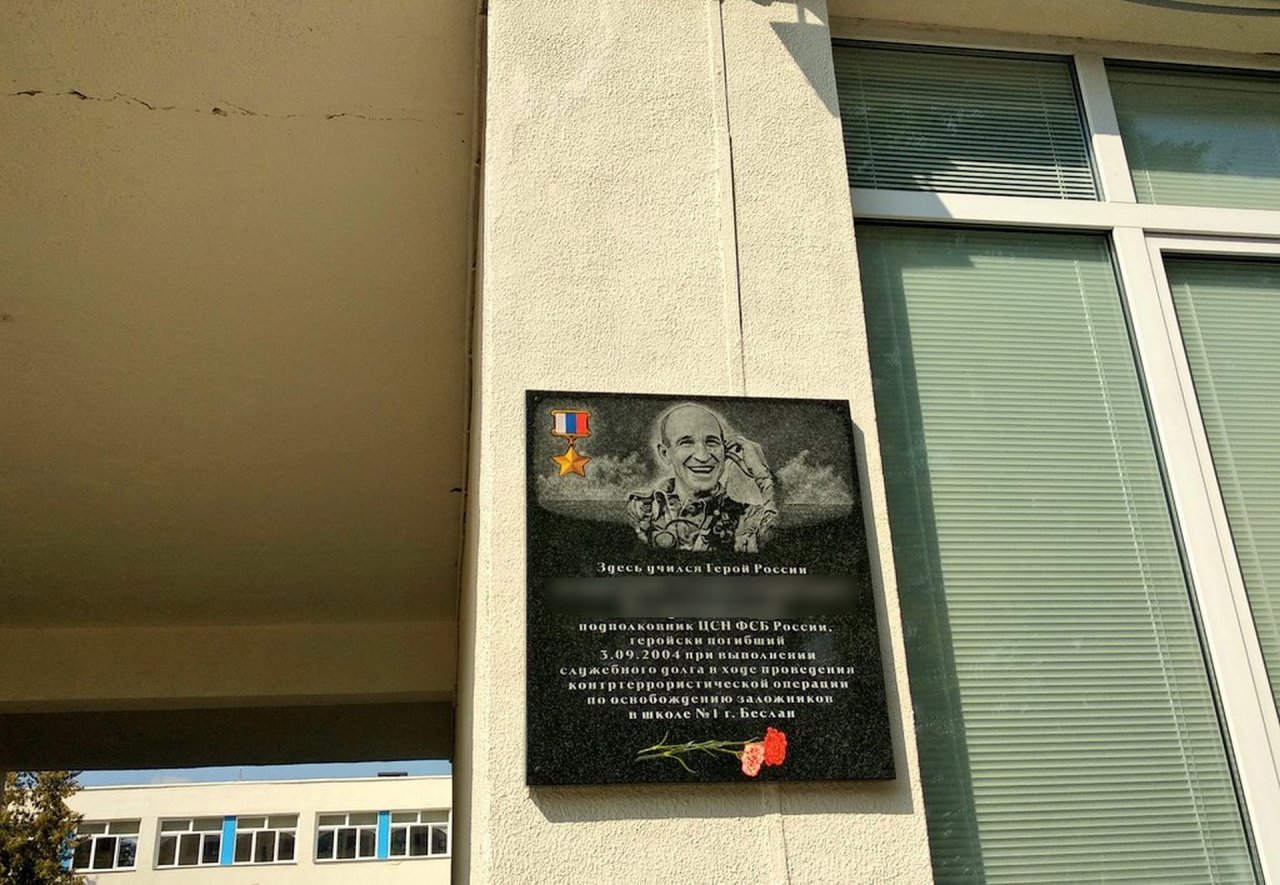 Здесь учился Герой России
подполковник ЦСН ФСБ России,
геройски погибший
3.09.2004 при выполнении
служебного долга в ходе проведения
контртеррористической операции
по освобождению заложников
в школе №1 г. Беслан